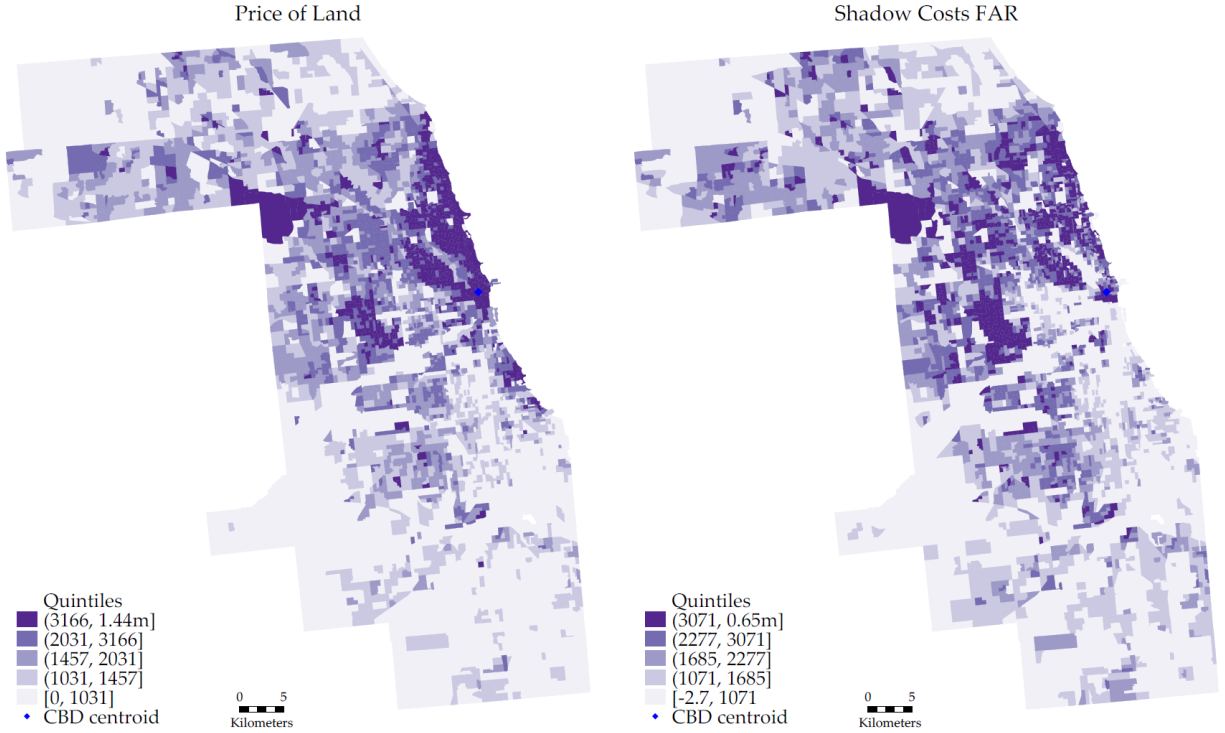 Price of Land
Quintiles
(3166, 1.44m]
(2031, 3166]
(1457, 2031]
(1031, 1457]
[0, 1031]
CBD centroid
0 5
Kilometers
Shadow Costs FAR
Quintiles
(3071, 0.65m]
(2277, 3071]
(1685, 2277]
(1071, 1685]
[-2.7, 1071
CBD centroid
0 5
Kilometers